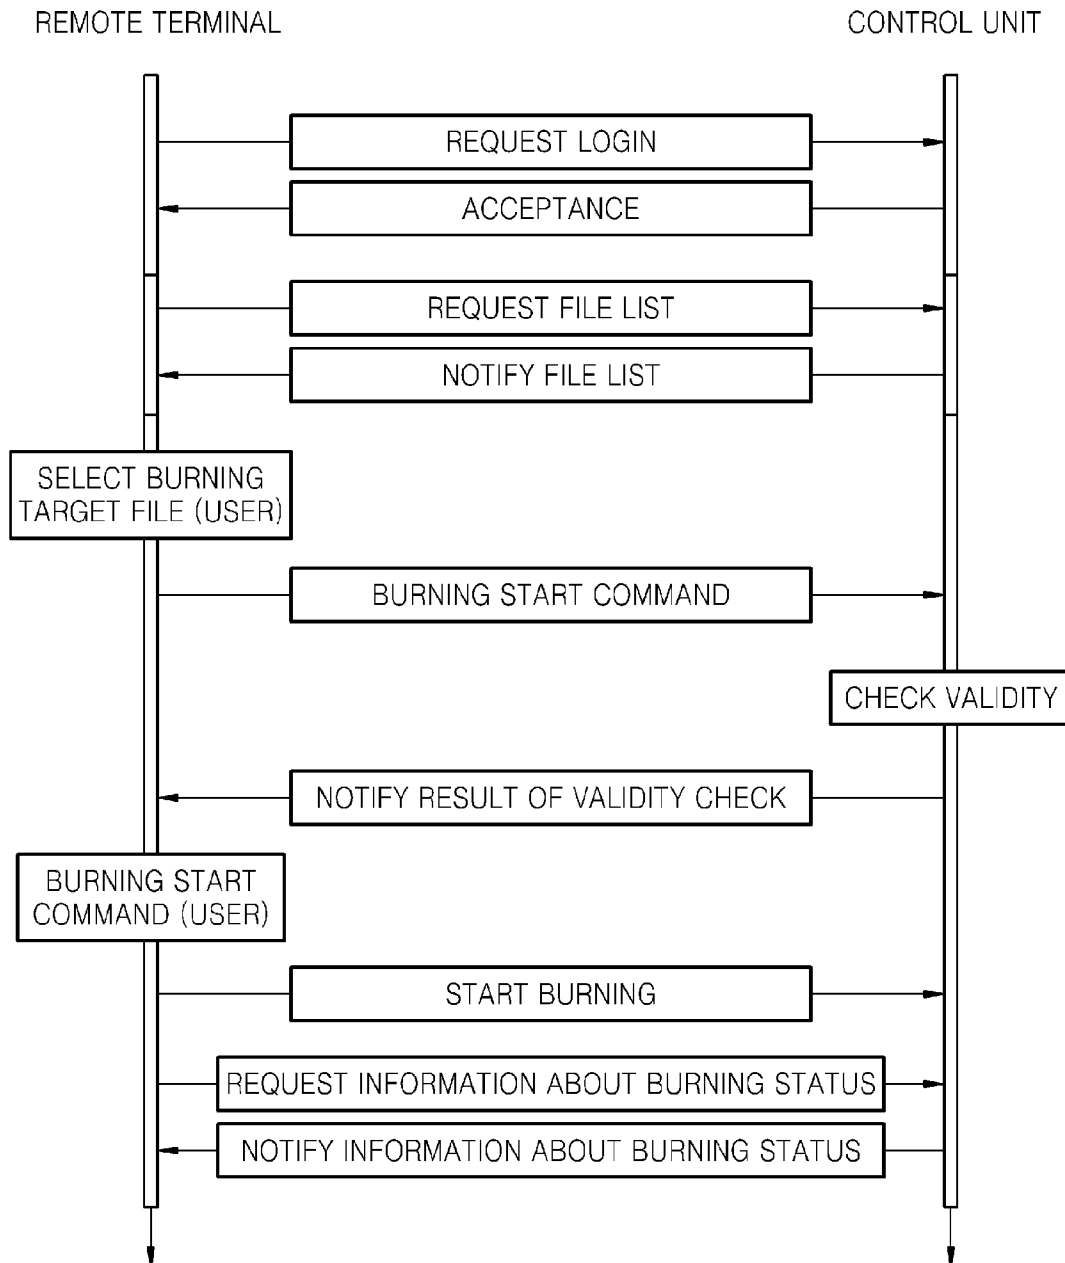 REMOTE TERMINAL
CONTROL UNIT
REQUEST LOGIN
ACCEPTANCE
REQUEST FILE LIST
NOTIFY FILE LIST
SELECT BURNING
TARGET FILE (USER)
BURNING START COMMAND
CHECK VALIDITY
NOTIFY RESULT OF VALIDITY CHECK
BURNING START
COMMAND (USER)
START BURNING
REQUEST INFORMATION ABOUT BURNING STATUS
NOTIFY INFORMATION ABOUT BURNING STATUS